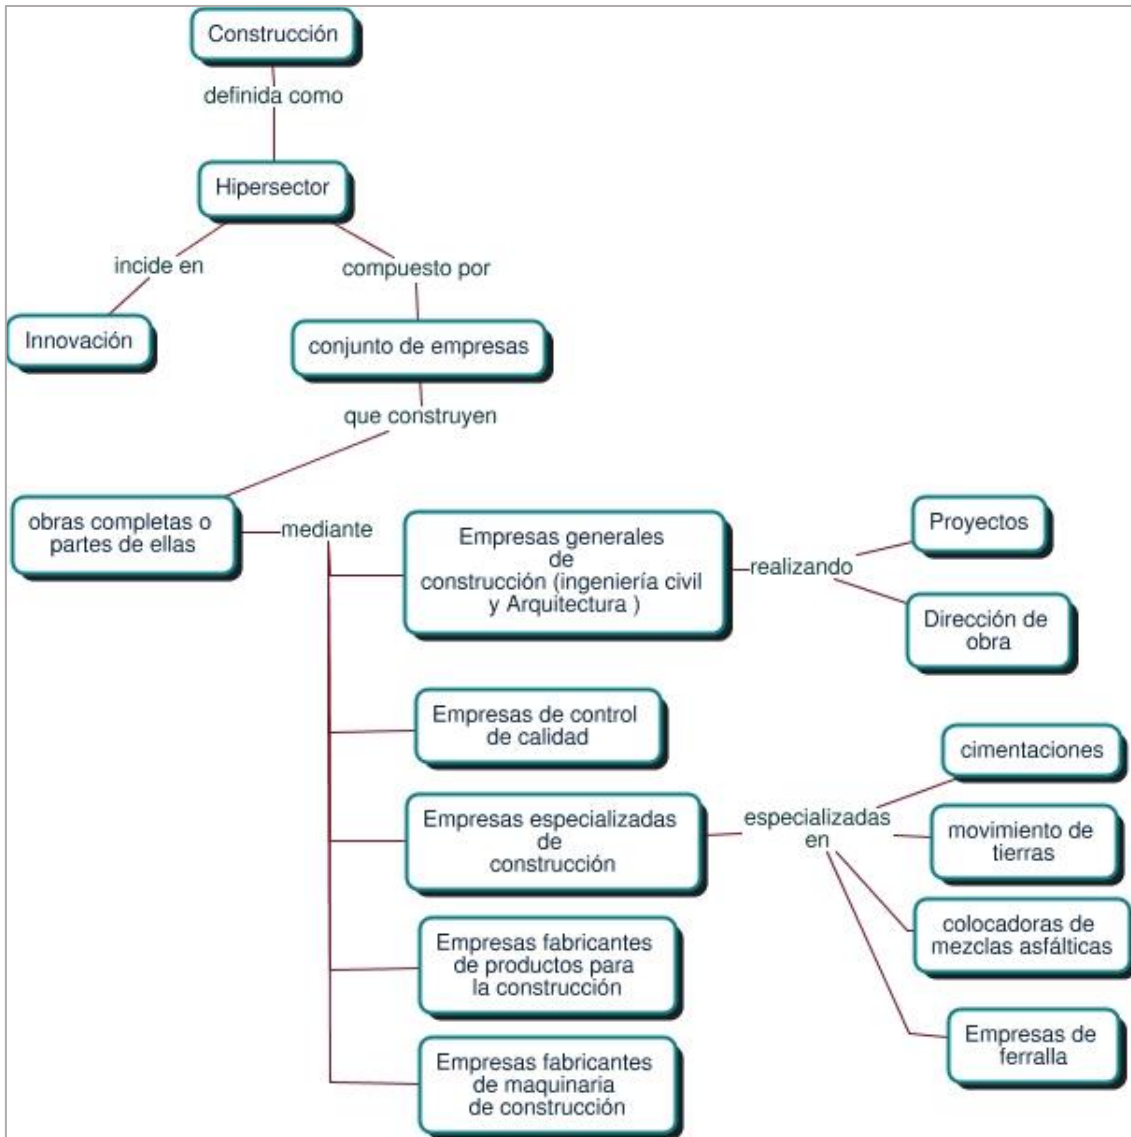 Construcción
definida como
Hipersector
incide en
compuesto por
Innovación
conjunto de empresas
que construyen
obras completas o
partes de ellas
mediante
Empresas generales
de
construcción (ingeniería civil
y Arquitectura )
realizando
Proyectos
Dirección de
obra
Empresas de control
de calidad
Empresas especializadas
de
construcción
especializadas
en
cimentaciones
movimiento de
tierras
colocadoras de
mezclas asfálticas
Empresas de
ferralla
Empresas fabricantes
de productos para
la construcción
Empresas fabricantes
de maquinaria
de construcción